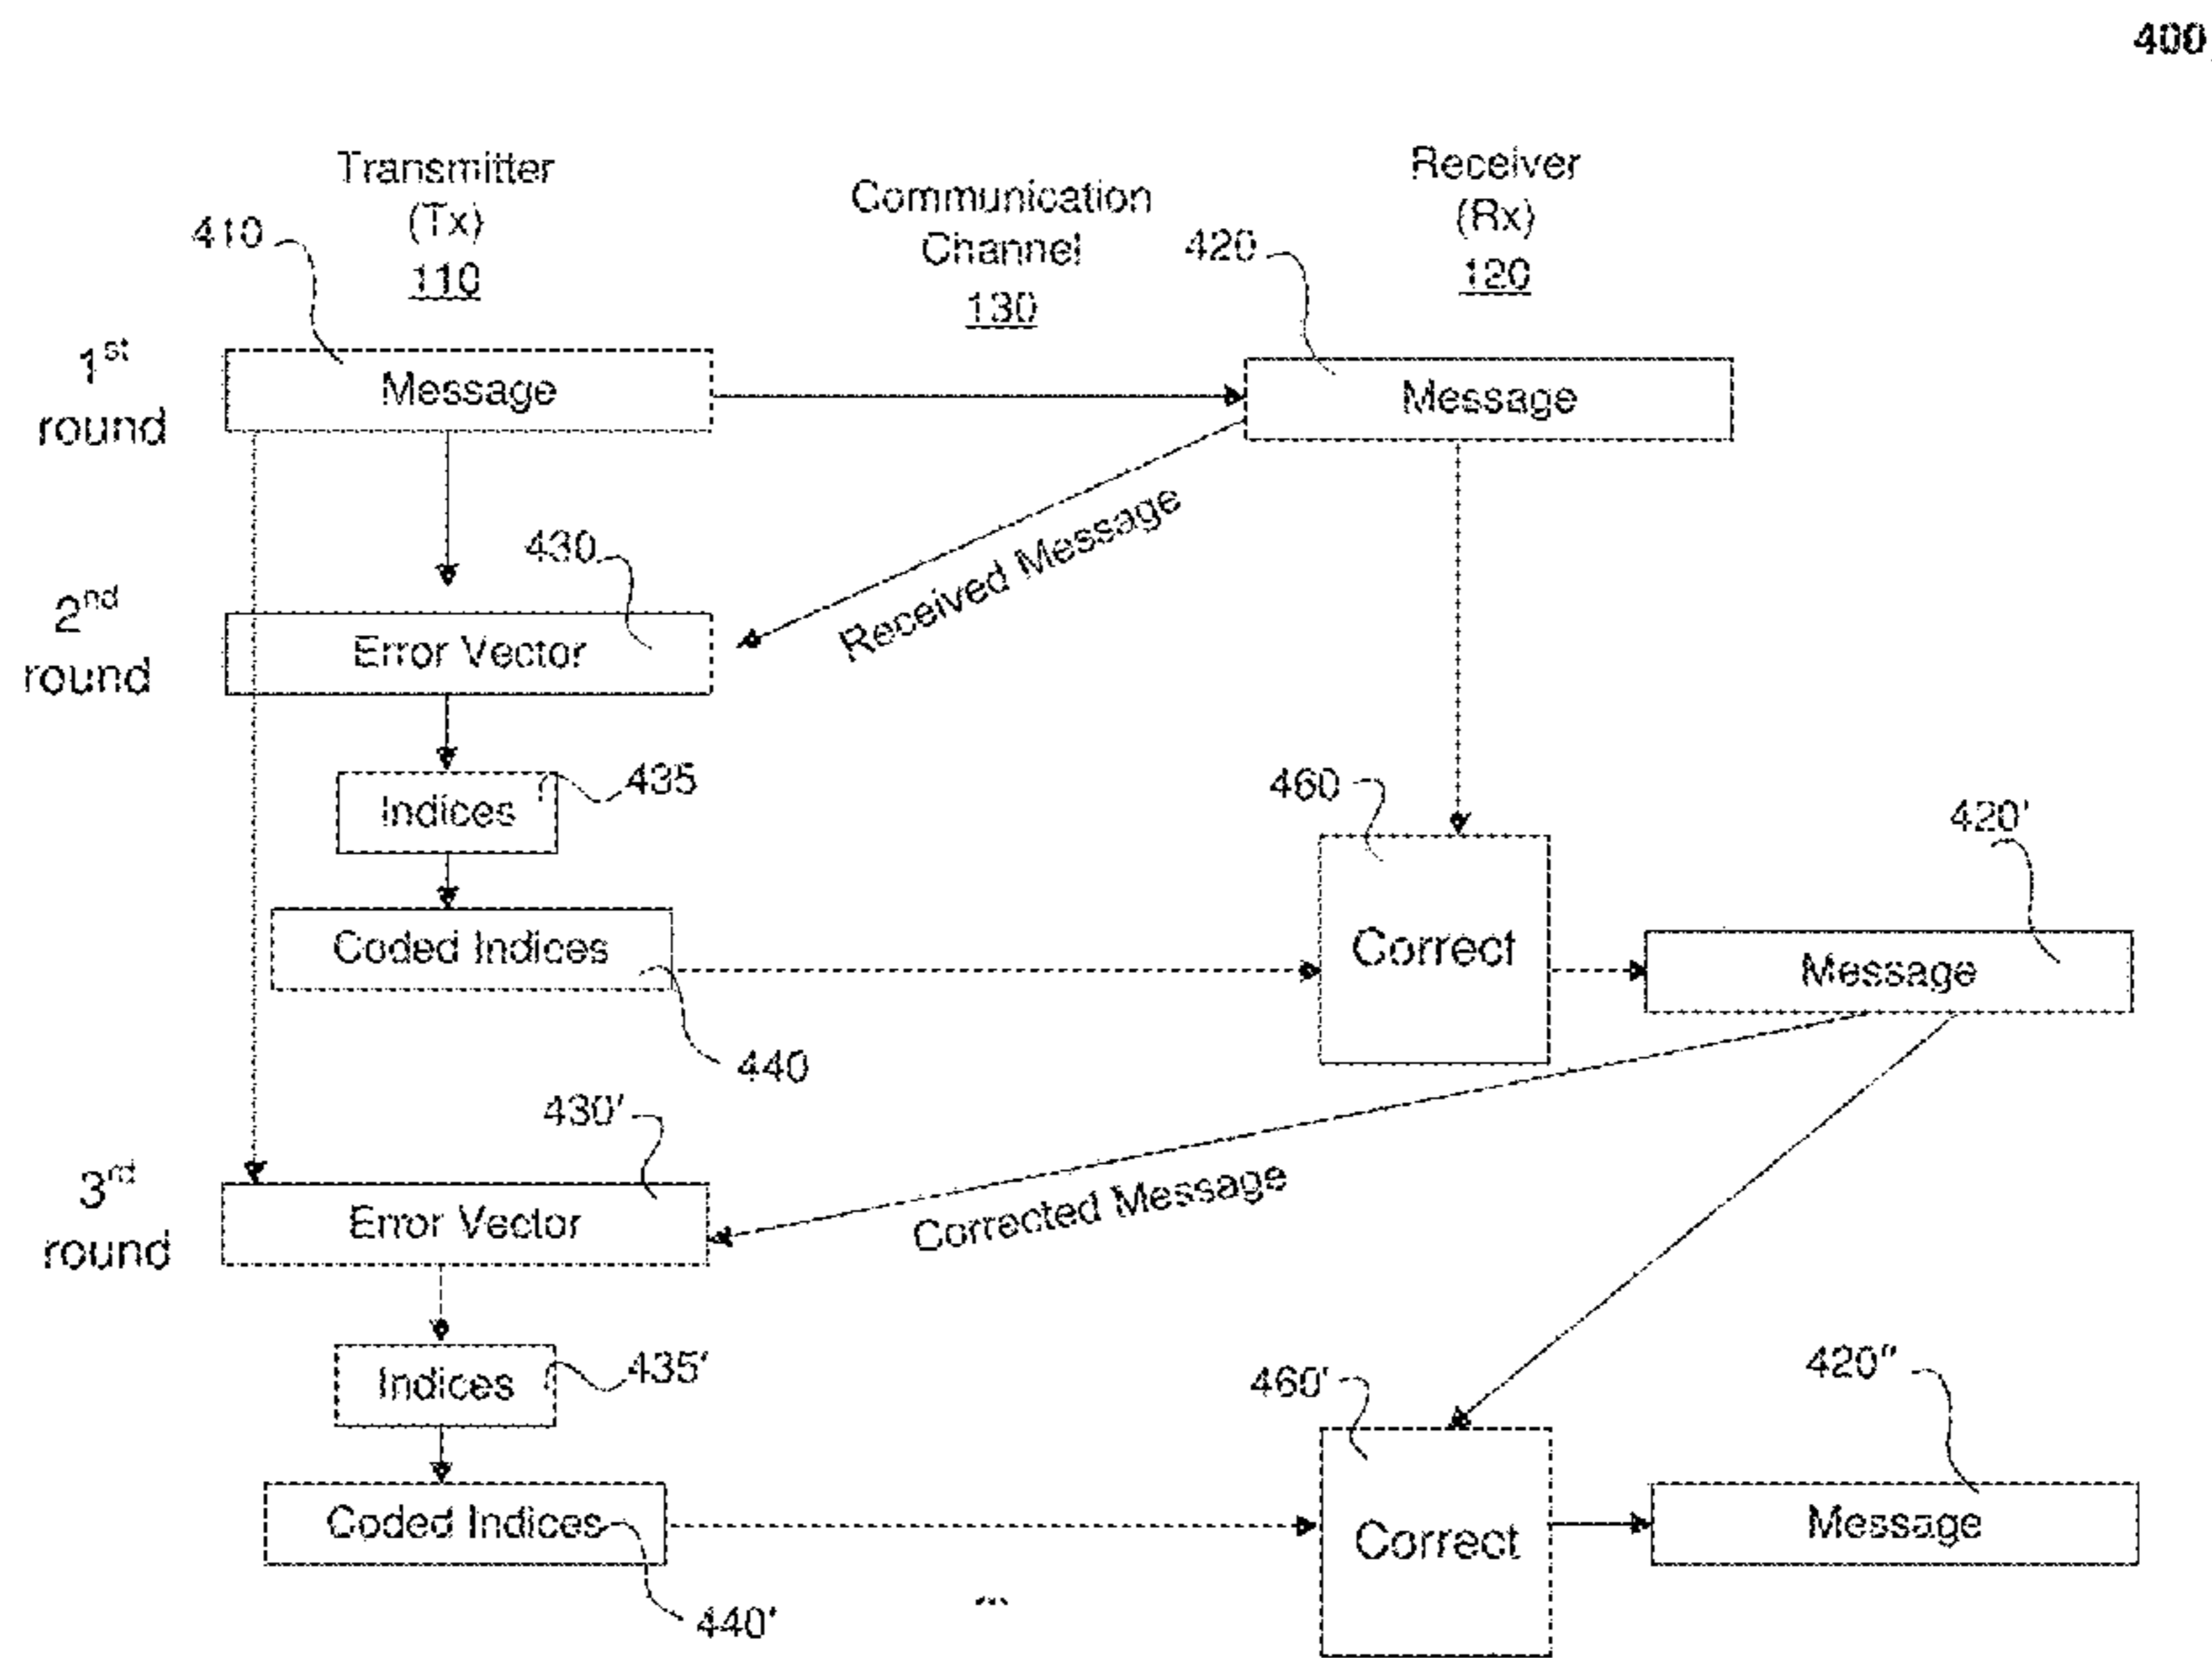 400
Transmitter
(Tx)
110
Communication
Channel
130
Receiver
(Rx)
120
410
420
1st
round
Message
Message
Received Message
430
2nd
round
Error Vector
435
Indices
460
420'
Coded Indices
Correct
Message
440
430'
3rd
round
Error Vector
Corrected Message
435'
Indices
460'
420"
Coded Indices
Correct
Message
440'
...